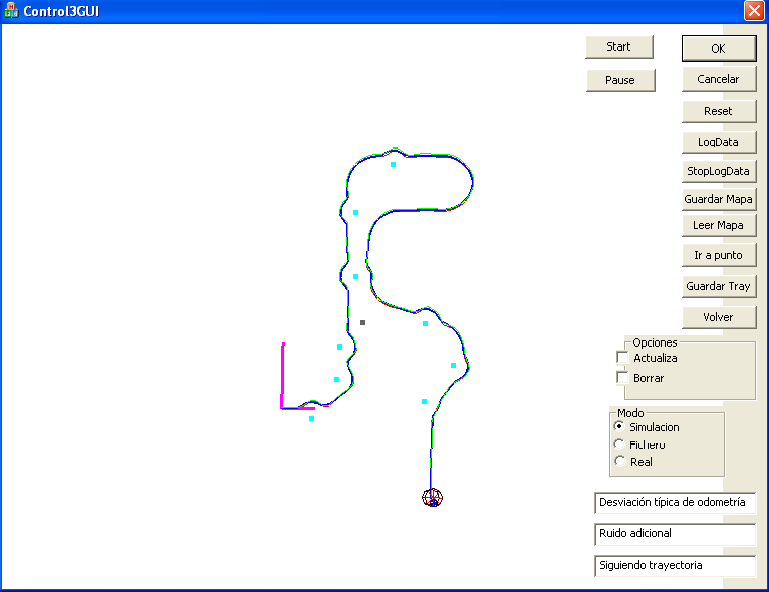 Control3GUI
Start
OK
Pause
Cancelar
Reset
LogData
StopLogData
Guardar Mapa
Leer Mapa
Ir a punto
Guardar Tray
Volver
Opciones
Actualiza
Borrar
Modo
Simulacion
Fichero
Real
Desviación típica de odometría
Ruido adicional
Siguiendo trayectoria